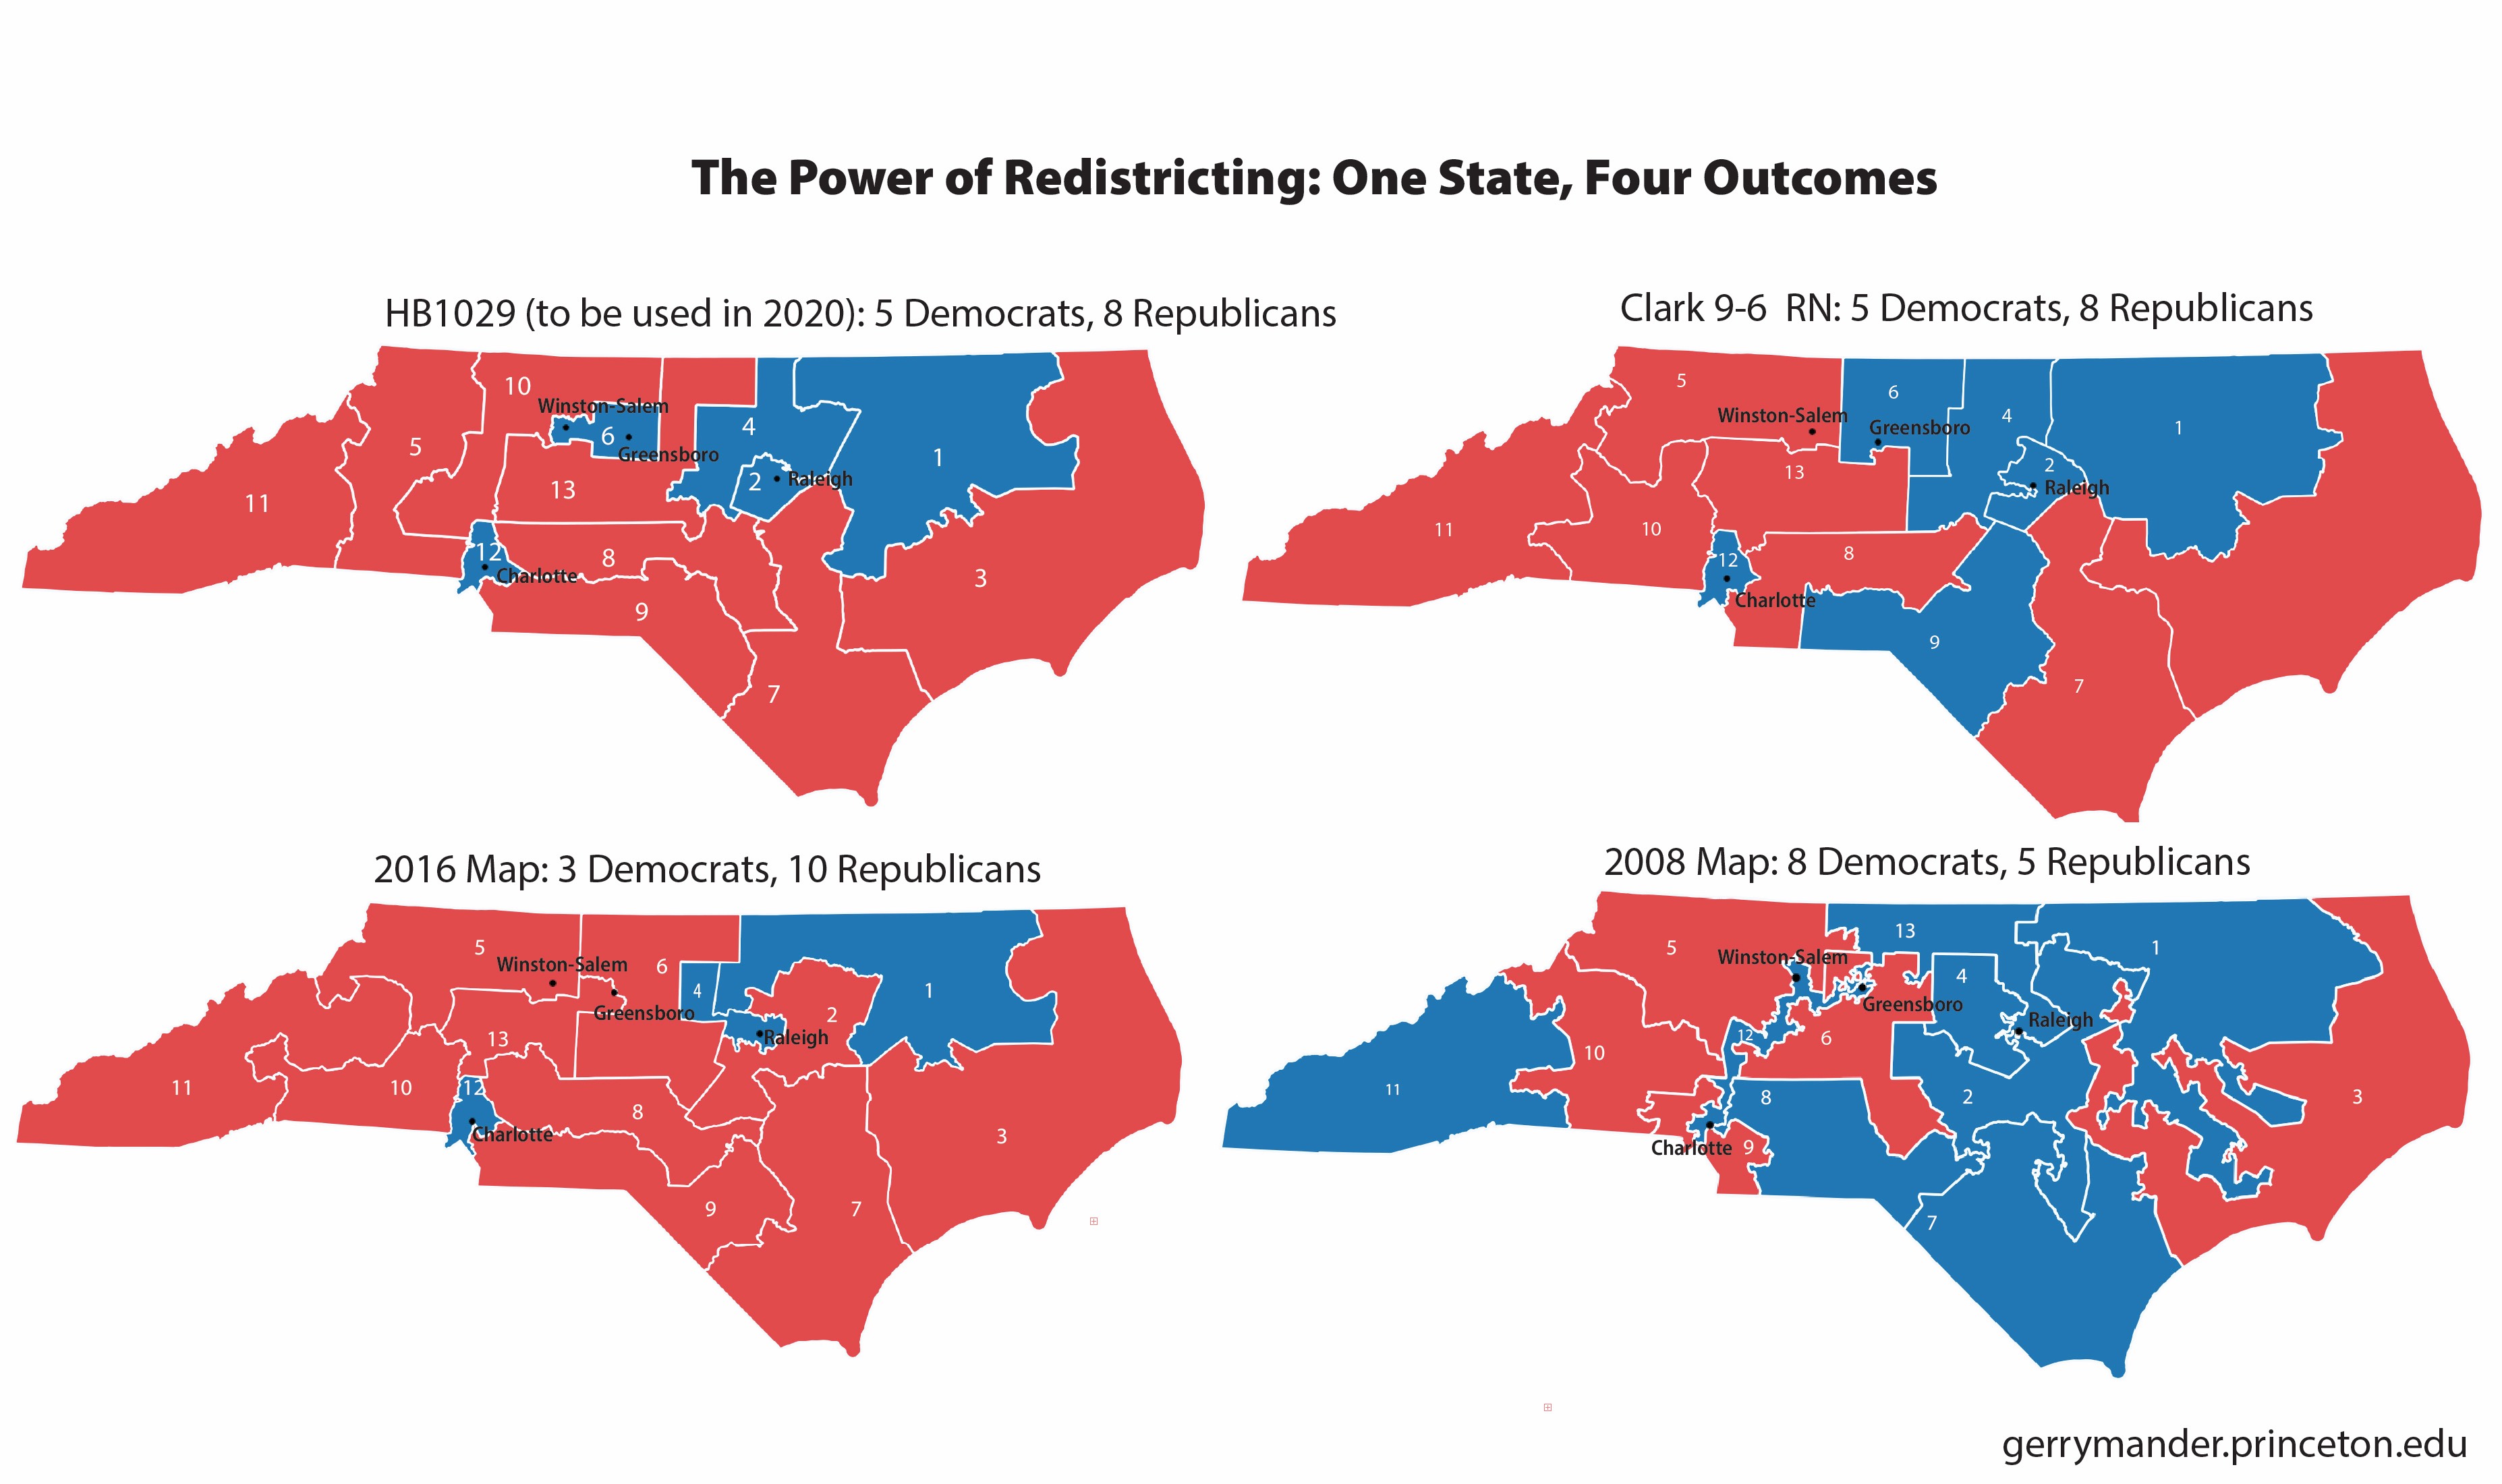 The Power of Redistricting: One State, Four Outcomes
HB1029 (to be used in 2020): 5 Democrats, 8 Republicans
10
Winston-Salem
6
4
5
Greensboro
1
2
Raleigh
11
13
12
8
Charlotte
3
9
7
Clark 9-6 RN: 5 Democrats, 8 Republicans
5
6
Winston-Salem
4
Greensboro
1
2
13
Raleigh
11
10
8
12
Charlotte
9
7
2016 Map: 3 Democrats, 10 Republicans
5
Winston-Salem
6
4
1
Greensboro
2
13
Raleigh
11
10
12
8
Charlotte
3
9
7
2008 Map: 8 Democrats, 5 Republicans
13
5
1
Winston-Salem
4
Greensboro
Raleigh
12
6
10
11
8
2
3
Charlotte
9
7
gerrymander.princeton.edu